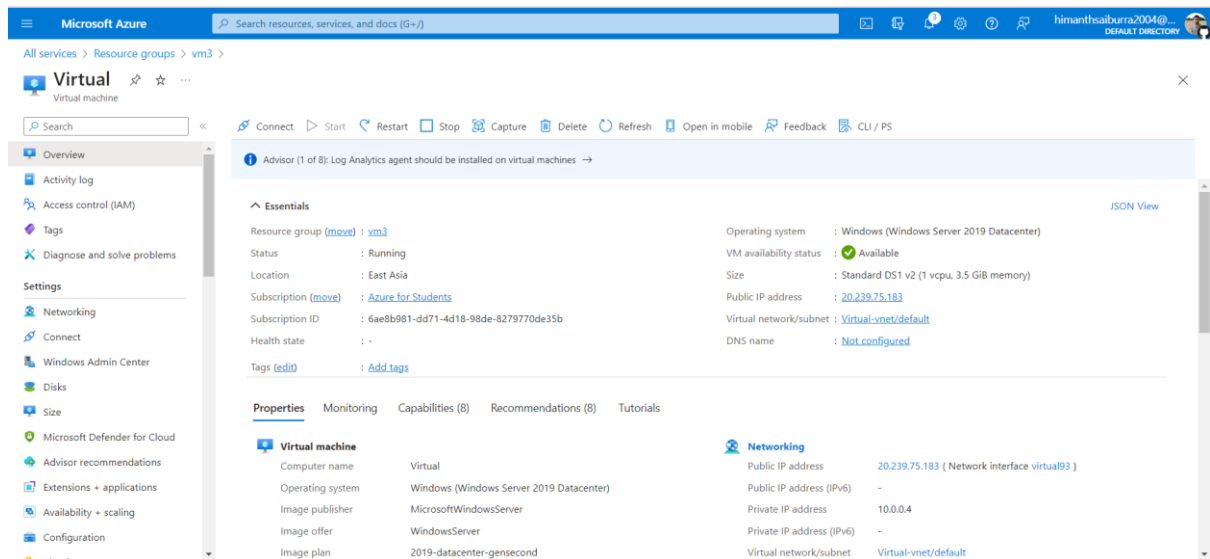 Microsoft Azure
Search resources, services, and docs (G+/)
3
himanthsaiburra2004@...
DEFAULT DIRECTORY
All services > Resource groups > vm3 >
Virtual
Virtual machine
Search
Connect Start Restart Stop Capture Delete Refresh Open in mobile Feedback CLI / PS
Overview
Activity log
Access control (IAM)
Tags
Diagnose and solve problems
Settings
Networking
Connect
Windows Admin Center
Disks
Size
Microsoft Defender for Cloud
Advisor recommendations
Extensions + applications
Availability + scaling
Configuration
Advisor (1 of 8): Log Analytics agent should be installed on virtual machines →
Essentials
JSON View
Resource group (move) : vm3
Status : Running
Location : East Asia
Subscription (move) : Azure for Students
Subscription ID : 6ae8b981-dd71-4d18-98de-8279770de35b
Health state : -
Tags (edit) : Add tags
Operating system : Windows (Windows Server 2019 Datacenter)
VM availability status : Available
Size : Standard DS1 v2 (1 vcpu, 3.5 GiB memory)
Public IP address : 20.239.75.183
Virtual network/subnet : Virtual-vnet/default
DNS name : Not configured
Properties Monitoring Capabilities (8) Recommendations (8) Tutorials
Virtual machine
Computer name Virtual
Operating system Windows (Windows Server 2019 Datacenter)
Image publisher MicrosoftWindowsServer
Image offer WindowsServer
Image plan 2019-datacenter-gensecond
Networking
Public IP address 20.239.75.183 ( Network interface virtual93 )
Public IP address (IPv6) -
Private IP address 10.0.0.4
Private IP address (IPv6) -
Virtual network/subnet Virtual-vnet/default